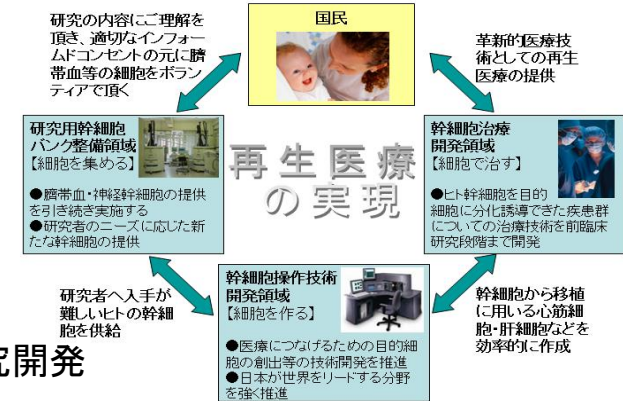 国民
研究の内容にご理解を
頂き、適切なインフォー
ムドコンセントの元に臍
帯血等の細胞をボラン
ティアで頂く
革新的医療技
術としての再生
医療の提供
研究用幹細胞
バンク整備領域
【細胞を集める】
●臍帯血・神経幹細胞の提供
を引き続き実施する
●研究者のニーズに応じた新
たな幹細胞の提供
再生医療
の実現
幹細胞治療
開発領域
【細胞で治す】
●ヒト幹細胞を目的
細胞に分化誘導できた疾患群
についての治療技術を前臨床
研究段階まで開発
研究者へ入手が
難しいヒトの幹細
胞を供給
幹細胞操作技術
開発領域
【細胞を作る】
●医療につなげるための目的細
胞の創出等の技術開発を推進
●日本が世界をリードする分野
を強く推進
幹細胞から移植
に用いる心筋細
胞・肝細胞などを
効率的に作成
究開発